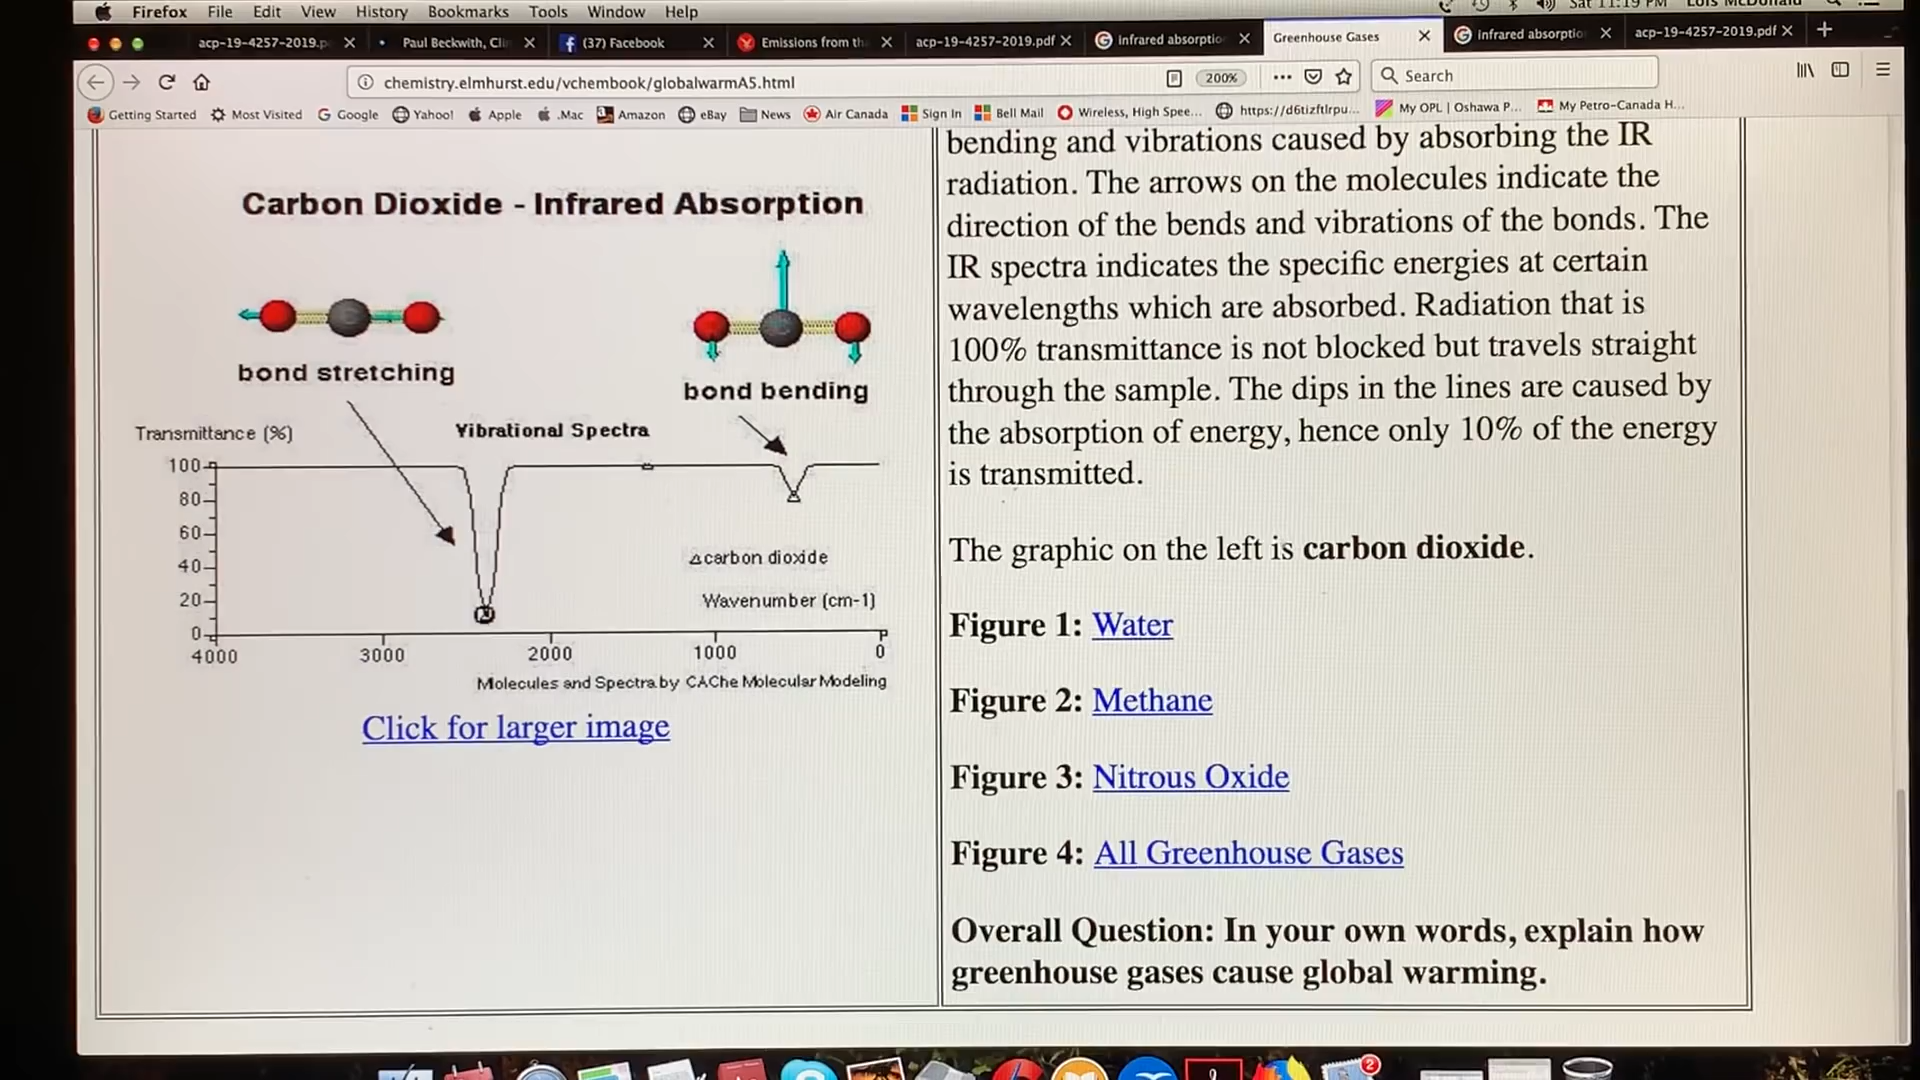 Firefox File Edit View History Bookmarks Tools Window Help Sat 11:19 PM Lois McDonald
acp-19-4257-2019.p Paul Beckwith, Cli (37) Facebook Emissions from th acp-19-4257-2019.pdf Infrared absorptio Greenhouse Gases Infrared absorptio acp-19-4257-2019.pdf
chemistry.elmhurst.edu/vchembook/globalwarmA5.html 200% Search
Getting Started Most Visited Google Yahoo! Apple .Mac Amazon eBay News Air Canada Sign In Bell Mail Wireless, High Spee... https://d6tizftlrpu... My OPL | Oshawa P... My Petro-Canada H...
Carbon Dioxide - Infrared Absorption
bond stretching
bond bending
Transmittance (%)
Vibrational Spectra
100
80
60
40
20
0
carbon dioxide
Wavenumber (cm-1)
4000 3000 2000 1000 0
Molecules and Spectra by CAChe Molecular Modeling
Click for larger image
bending and vibrations caused by absorbing the IR
radiation. The arrows on the molecules indicate the
direction of the bends and vibrations of the bonds. The
IR spectra indicates the specific energies at certain
wavelengths which are absorbed. Radiation that is
100% transmittance is not blocked but travels straight
through the sample. The dips in the lines are caused by
the absorption of energy, hence only 10% of the energy
is transmitted.
The graphic on the left is carbon dioxide.
Figure 1: Water
Figure 2: Methane
Figure 3: Nitrous Oxide
Figure 4: All Greenhouse Gases
Overall Question: In your own words, explain how
greenhouse gases cause global warming.
2